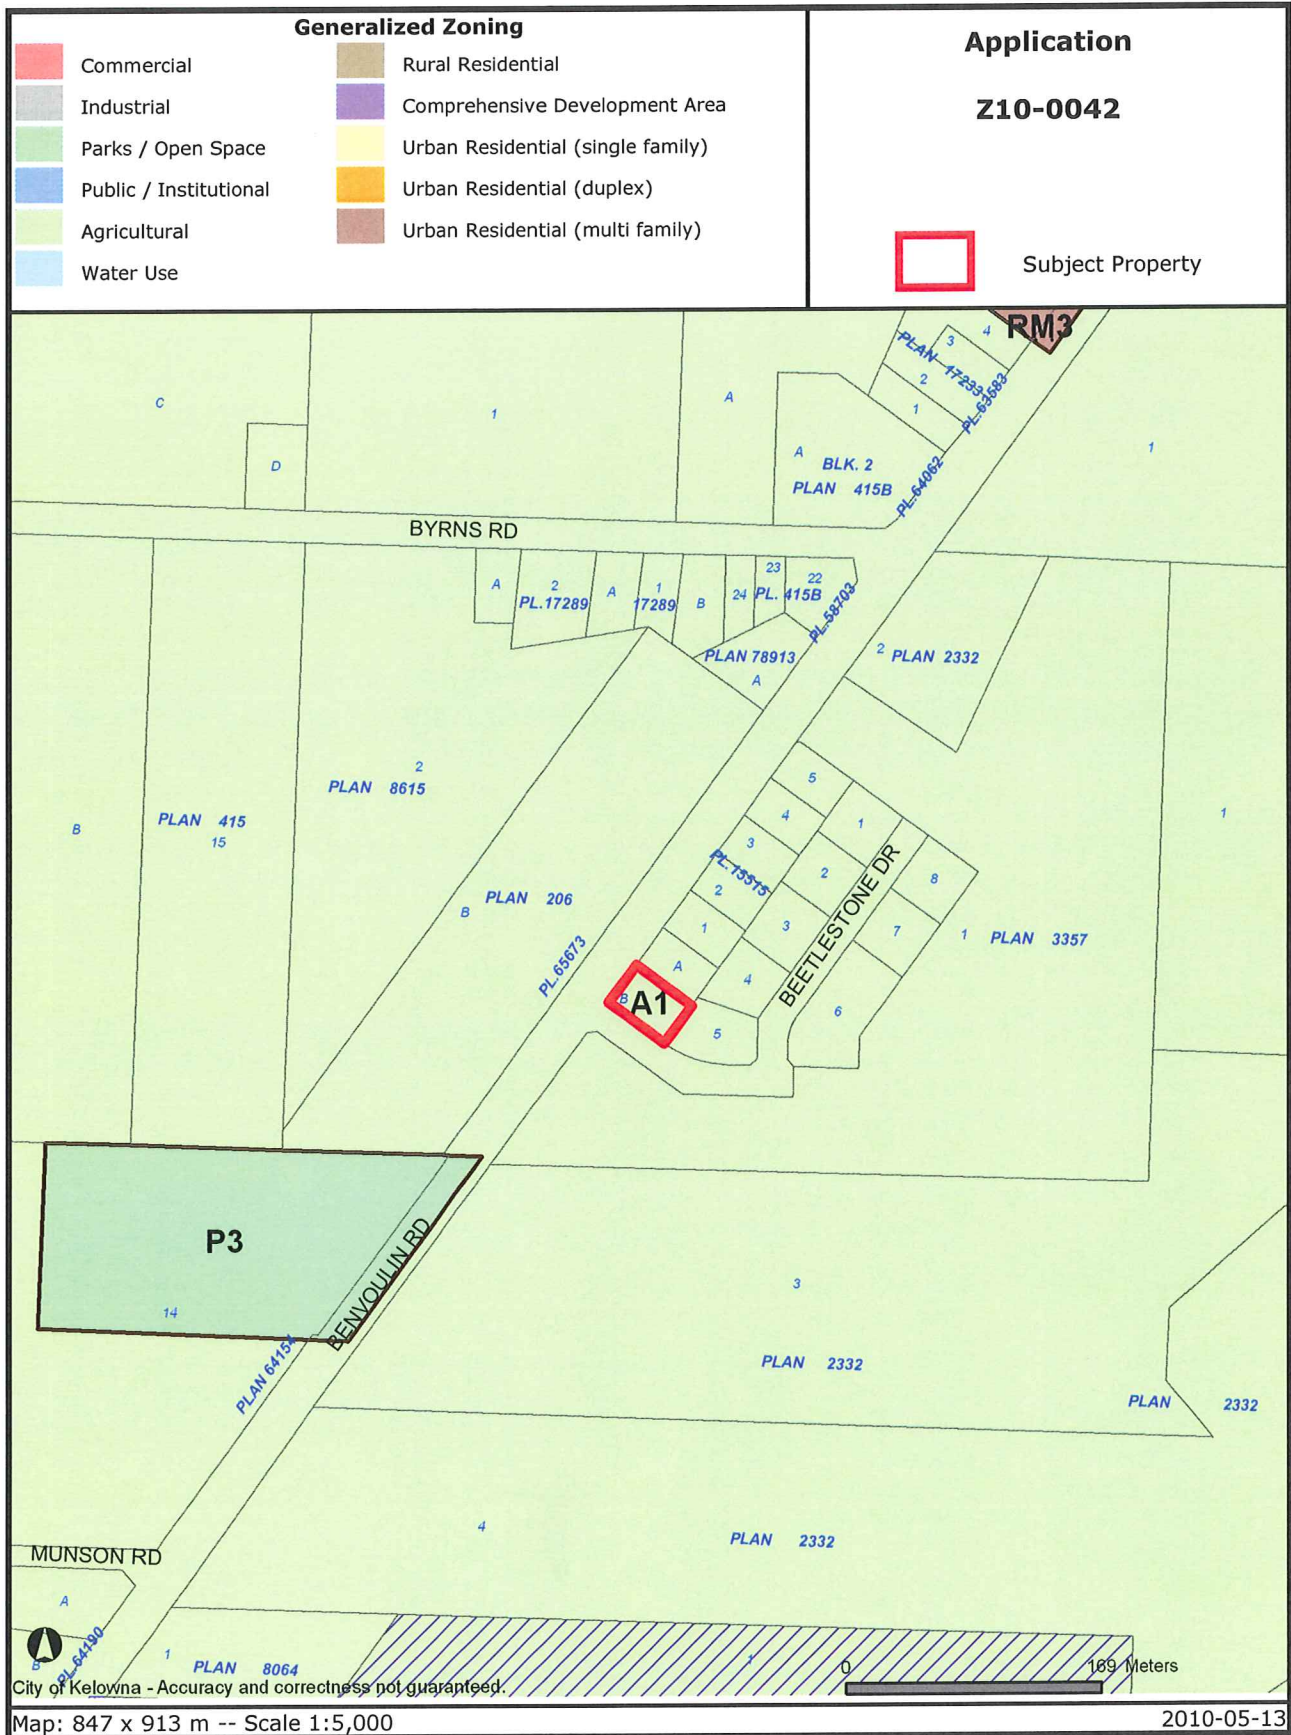 Generalized Zoning
Commercial
Industrial
Parks / Open Space
Public / Institutional
Agricultural
Water Use
Rural Residential
Comprehensive Development Area
Urban Residential (single family)
Urban Residential (duplex)
Urban Residential (multi family)
Application
Z10-0042
Subject Property
RM3
4
3
PLAN 17233
2
1
PL.63583
C
1
A
D
A
BLK. 2
PLAN 415B
PL.64062
1
BYRNS RD
A
2
PL.17289
A
1
17289
B
24
23
PL. 415B
22
PL.58703
PLAN 78913
A
2
PLAN 2332
2
PLAN 8615
PLAN 415
15
B
1
5
4
3
PL.15515
2
1
A
1
2
3
4
5
BEETLESTONE DR
8
7
6
1
PLAN 3357
PLAN 206
B
PL.65673
B
A1
P3
14
BENVOULIN RD
PLAN 64154
3
PLAN 2332
PLAN 2332
4
PLAN 2332
MUNSON RD
A
PL.64190
B
1
PLAN 8064
1
0
169 Meters
City of Kelowna - Accuracy and correctness not guaranteed.
Map: 847 x 913 m -- Scale 1:5,000
2010-05-13